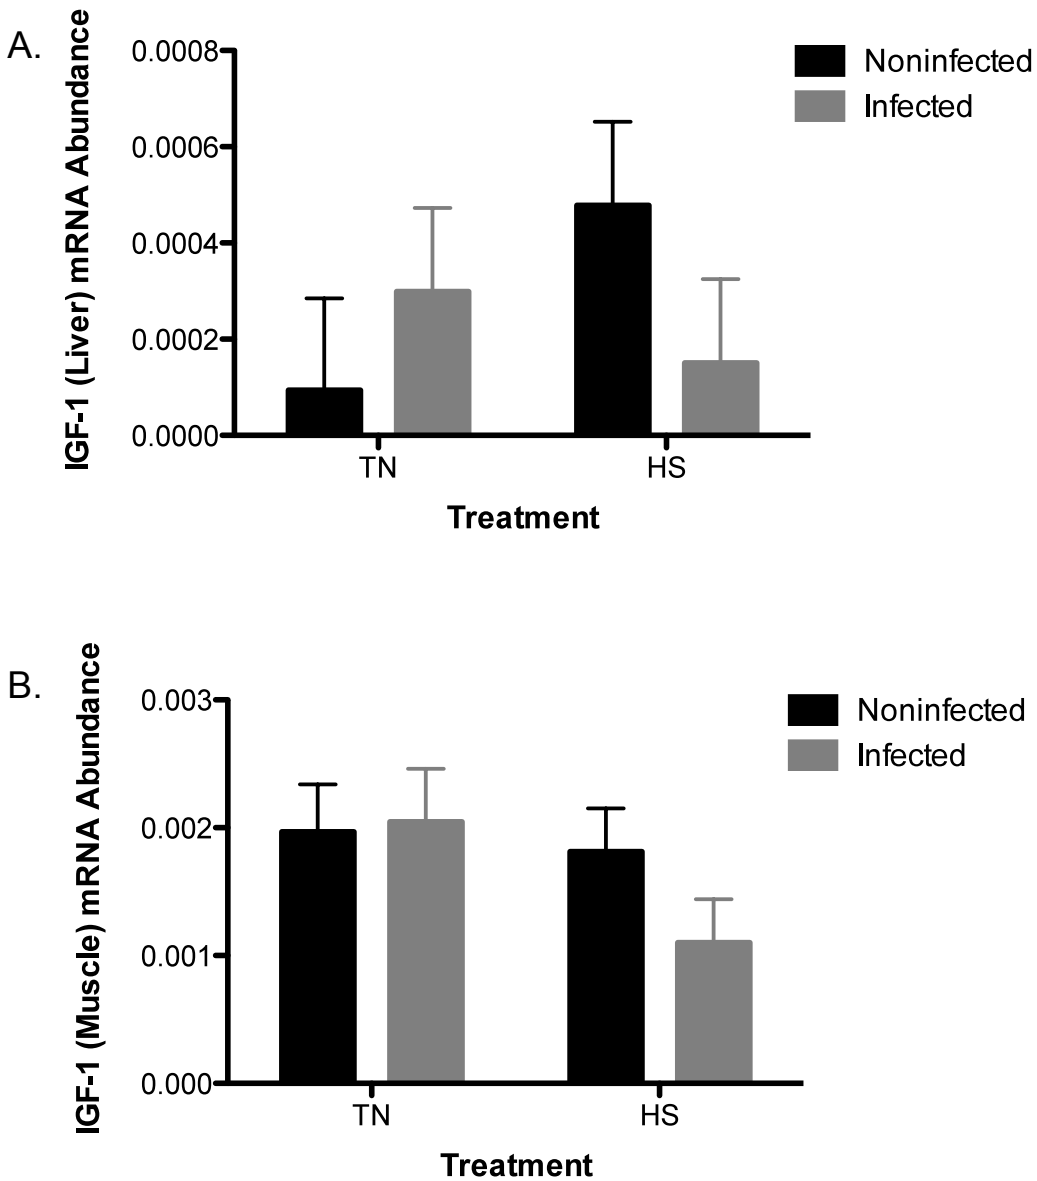 A.
IGF-1 (Liver) mRNA Abundance
0.0008
0.0006
0.0004
0.0002
0.0000
TN
HS
Treatment
Noninfected
Infected
B.
IGF-1 (Muscle) mRNA Abundance
0.003
0.002
0.001
0.000
TN
HS
Treatment
Noninfected
Infected